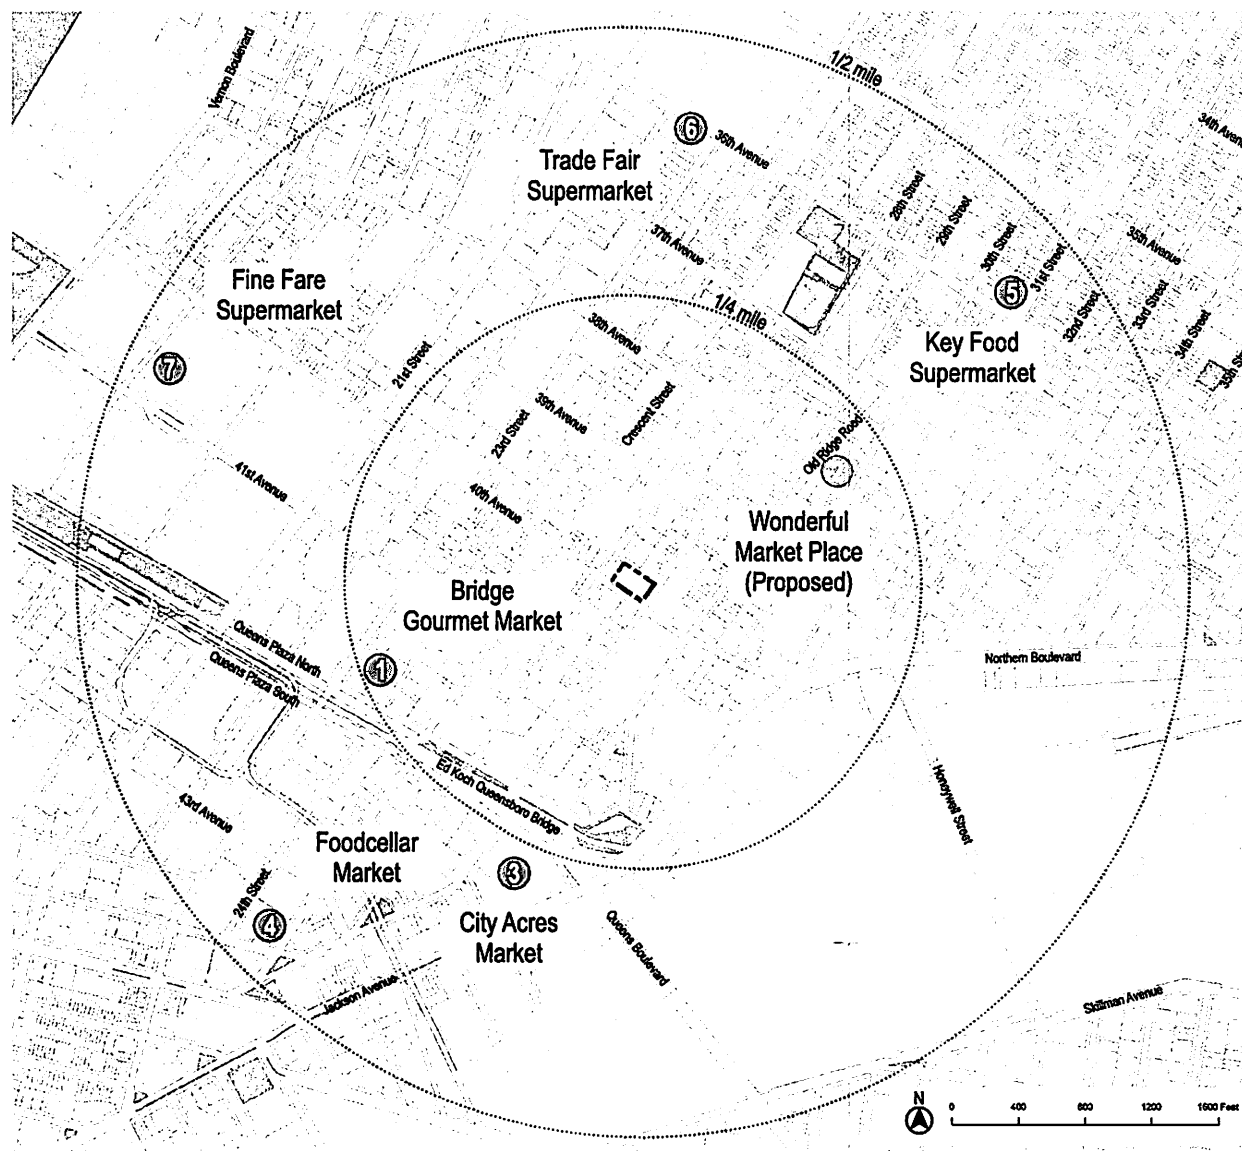 Vernon Boulevard
1/2 mile
34th Avenue
6
36th Avenue
Trade Fair
Supermarket
28th Street
29th Street
30th Street
31st Street
35th Avenue
37th Avenue
Fine Fare
Supermarket
5
32nd Street
33rd Street
34th Street
1/4 mile
38th Avenue
Key Food
Supermarket
7
21st Street
35th St
39th Avenue
Crescent Street
23rd Street
Old Ridge Road
41st Avenue
40th Avenue
Wonderful
Market Place
(Proposed)
Bridge
Gourmet Market
Queens Plaza North
Queens Plaza South
1
Northern Boulevard
Ed Koch Queensboro Bridge
Honeywell Street
43rd Avenue
Foodcellar
Market
3
24th Street
4
City Acres
Market
Queens Boulevard
Jackson Avenue
Skillman Avenue
N
0 400 800 1200 1600 Feet